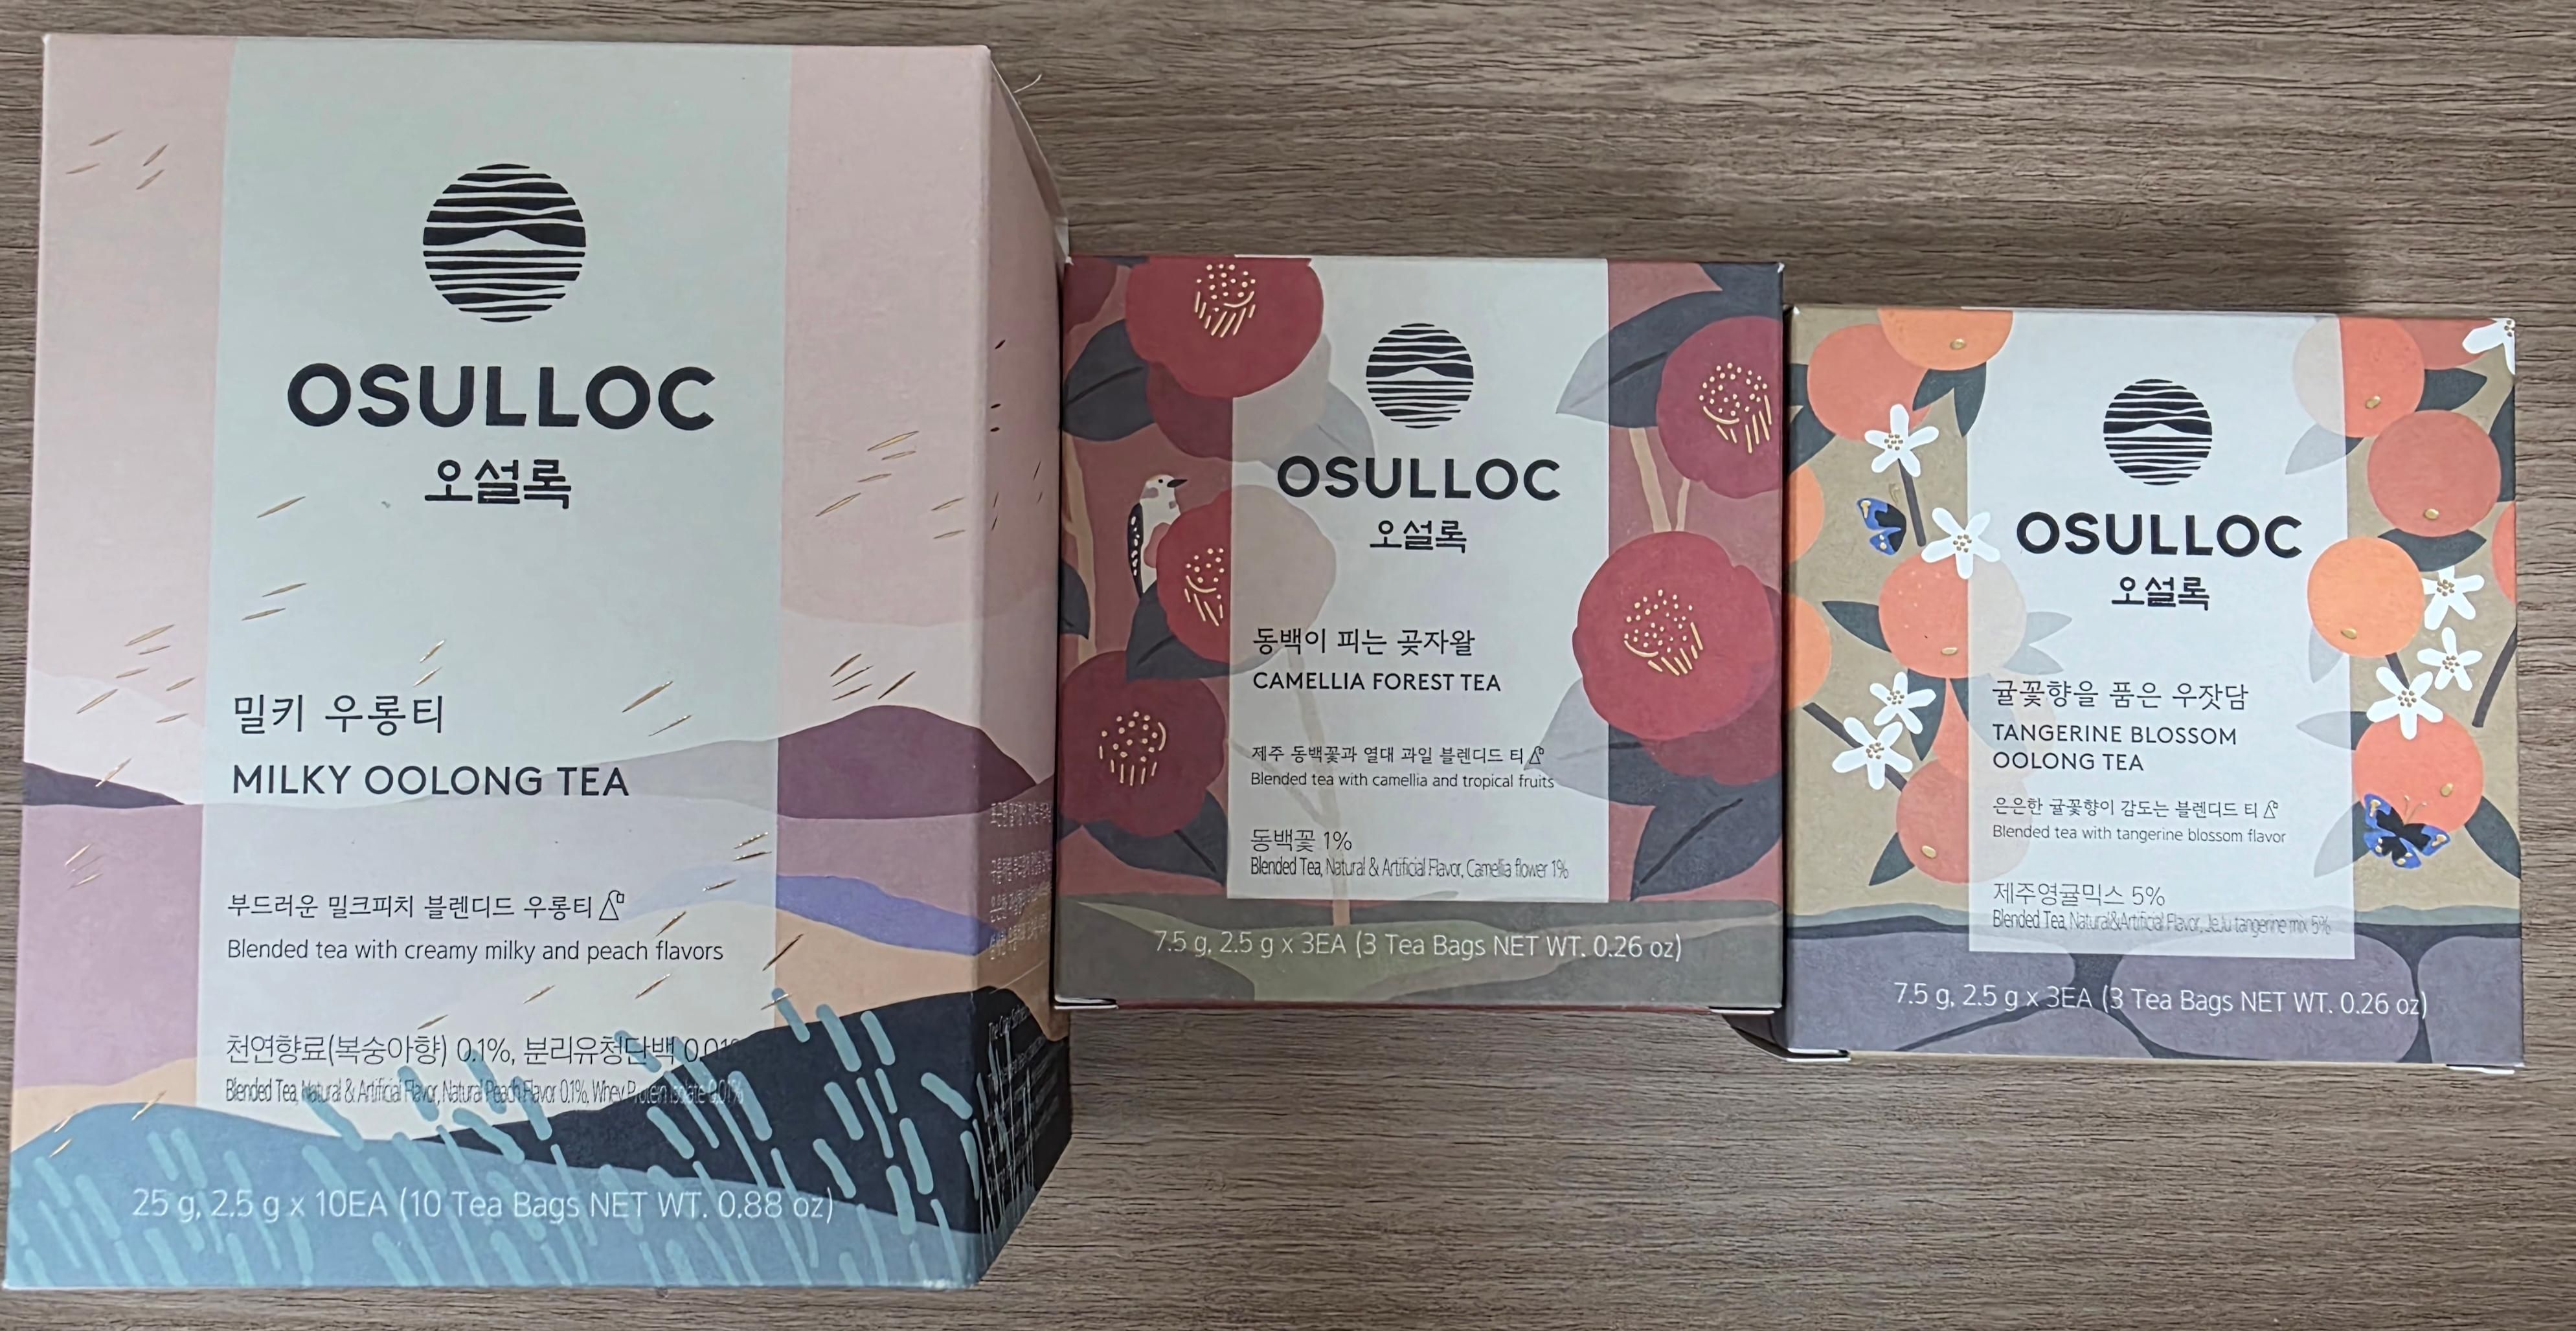 OSULLOC
오설록
밀키 우롱티
MILKY OOLONG TEA
부드러운 밀크피치 블렌디드 우롱티
Blended tea with creamy milky and peach flavors
천연향료(복숭아향) 0.1%, 분리유청단백 0.01%
Blended Tea, Natural & Artificial Flavor, Natural Peach Flavor 0.1%, Whey Protein Isolate 0.01%
25 g, 2.5 g x 10EA (10 Tea Bags NET WT. 0.88 oz)
OSULLOC
오설록
동백이 피는 곶자왈
CAMELLIA FOREST TEA
제주 동백꽃과 열대 과일 블렌디드 티
Blended tea with camellia and tropical fruits
동백꽃 1%
Blended Tea, Natural & Artificial Flavor, Camellia flower 1%
7.5 g, 2.5 g x 3EA (3 Tea Bags NET WT. 0.26 oz)
OSULLOC
오설록
귤꽃향을 품은 우잣담
TANGERINE BLOSSOM
OOLONG TEA
은은한 귤꽃향이 감도는 블렌디드 티
Blended tea with tangerine blossom flavor
제주영귤믹스 5%
Blended Tea, Natural&Artificial Flavor, JeJu tangerine mix 5%
7.5 g, 2.5 g x 3EA (3 Tea Bags NET WT. 0.26 oz)